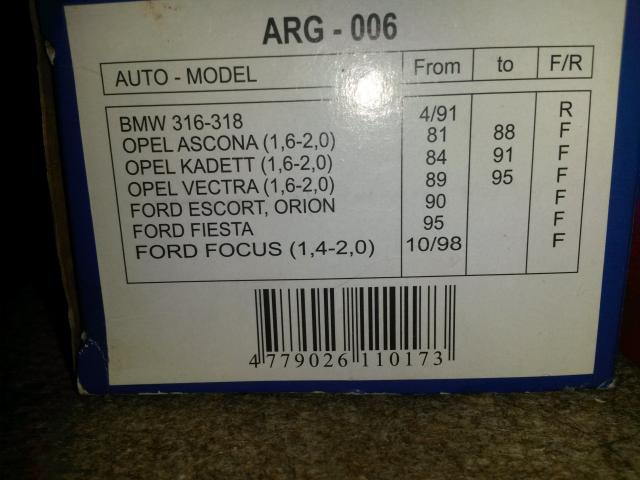 ARG - 006
AUTO - MODEL From to F/R
BMW 316-318 4/91 R
OPEL ASCONA (1,6-2,0) 81 88 F
OPEL KADETT (1,6-2,0) 84 91 F
OPEL VECTRA (1,6-2,0) 89 95 F
FORD ESCORT, ORION 90 F
FORD FIESTA 95 F
FORD FOCUS (1,4-2,0) 10/98 F
4 779026 110173